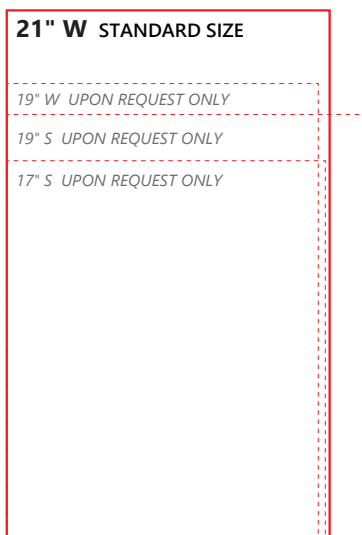 21" W STANDARD SIZE
19" W UPON REQUEST ONLY
19" S UPON REQUEST ONLY
17" S UPON REQUEST ONLY